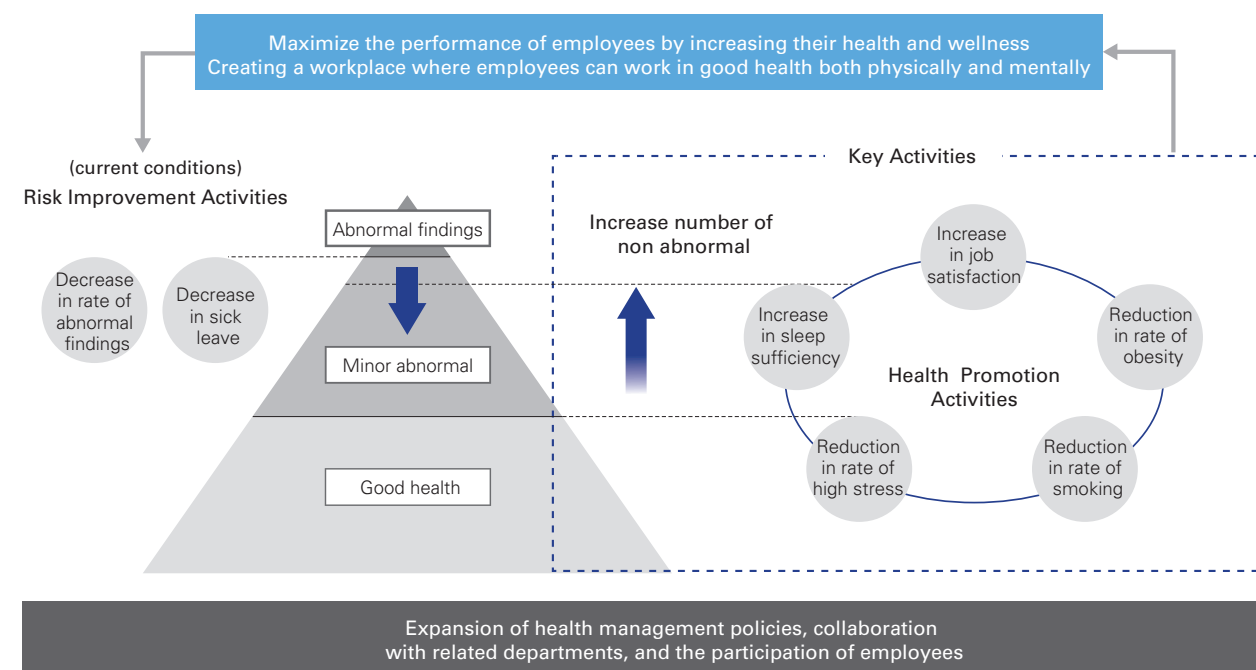 Maximize the performance of employees by increasing their health and wellness
Creating a workplace where employees can work in good health both physically and mentally
(current conditions)
Risk Improvement Activities
Decrease
in rate of
abnormal
findings
Decrease
in sick
leave
Abnormal findings
Minor abnormal
Good health
Increase number of
non abnormal
Key Activities
Increase
in job
satisfaction
Increase
in sleep
sufficiency
Reduction
in rate of
obesity
Health Promotion
Activities
Reduction
in rate of
high stress
Reduction
in rate of
smoking
Expansion of health management policies, collaboration
with related departments, and the participation of employees